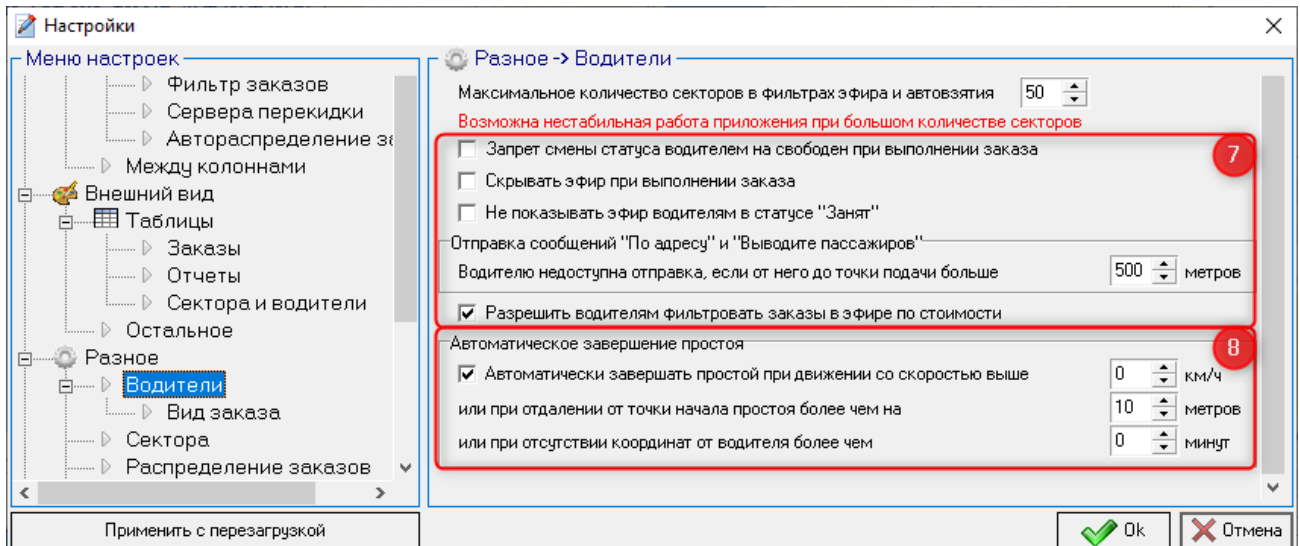 Настройки
Меню настроек
Фильтр заказов
Сервера перекидки
Автораспределение за
Между колоннами
Внешний вид
Таблицы
Заказы
Отчеты
Сектора и водители
Остальное
Разное
Водители
Вид заказа
Сектора
Распределение заказов
Применить с перезагрузкой
Разное -> Водители
Максимальное количество секторов в фильтрах эфира и автовзятия 50
Возможна нестабильная работа приложения при большом количестве секторов
7
Запрет смены статуса водителем на свободен при выполнении заказа
Скрывать эфир при выполнении заказа
Не показывать эфир водителям в статусе "Занят"
Отправка сообщений "По адресу" и "Выводите пассажиров"
Водителю недоступна отправка, если от него до точки подачи больше 500 метров
Разрешить водителям фильтровать заказы в эфире по стоимости
8
Автоматическое завершение простоя
Автоматически завершать простой при движении со скоростью выше 0 км/ч
или при отдалении от точки начала простоя более чем на 10 метров
или при отсутствии координат от водителя более чем 0 минут
Ok Отмена